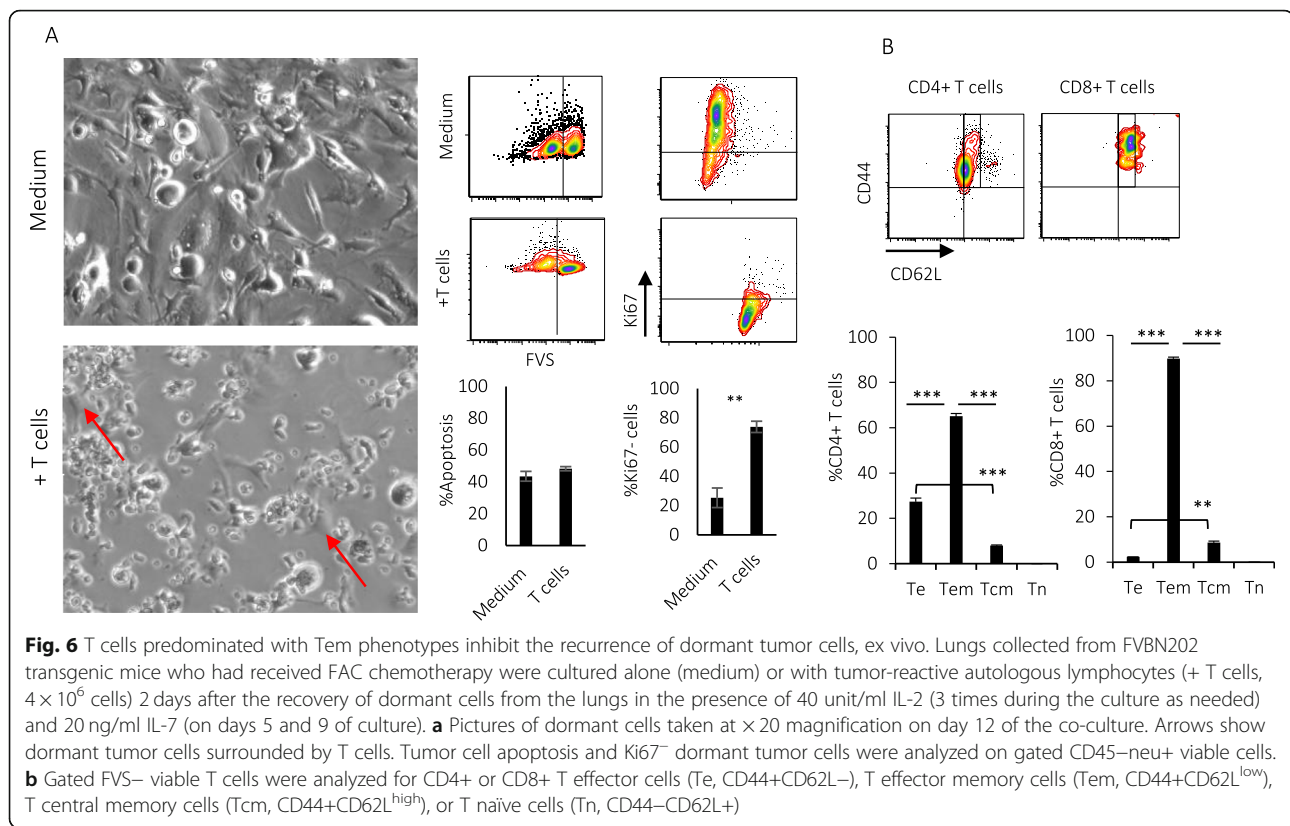 A
B
Medium
+ T cells
Medium
+T cells
Ki67
FVS
CD4+ T cells
CD8+ T cells
CD44
CD62L
%Apoptosis
100
80
60
40
20
0
Medium
T cells
%Ki67- cells
100
80
60
40
20
0
**
Medium
T cells
%CD4+ T cells
100
80
60
40
20
0
***
***
***
Te Tem Tcm Tn
%CD8+ T cells
100
80
60
40
20
0
***
***
**
Te Tem Tcm Tn
Fig. 6 T cells predominated with Tem phenotypes inhibit the recurrence of dormant tumor cells, ex vivo. Lungs collected from FVBN202
transgenic mice who had received FAC chemotherapy were cultured alone (medium) or with tumor-reactive autologous lymphocytes (+ T cells,
4 × 10⁶ cells) 2 days after the recovery of dormant cells from the lungs in the presence of 40 unit/ml IL-2 (3 times during the culture as needed)
and 20 ng/ml IL-7 (on days 5 and 9 of culture). a Pictures of dormant cells taken at × 20 magnification on day 12 of the co-culture. Arrows show
dormant tumor cells surrounded by T cells. Tumor cell apoptosis and Ki67⁻ dormant tumor cells were analyzed on gated CD45−neu+ viable cells.
b Gated FVS− viable T cells were analyzed for CD4+ or CD8+ T effector cells (Te, CD44+CD62L−), T effector memory cells (Tem, CD44+CD62Lˡᵒʷ),
T central memory cells (Tcm, CD44+CD62Lʰⁱᵍʰ), or T naïve cells (Tn, CD44−CD62L+)